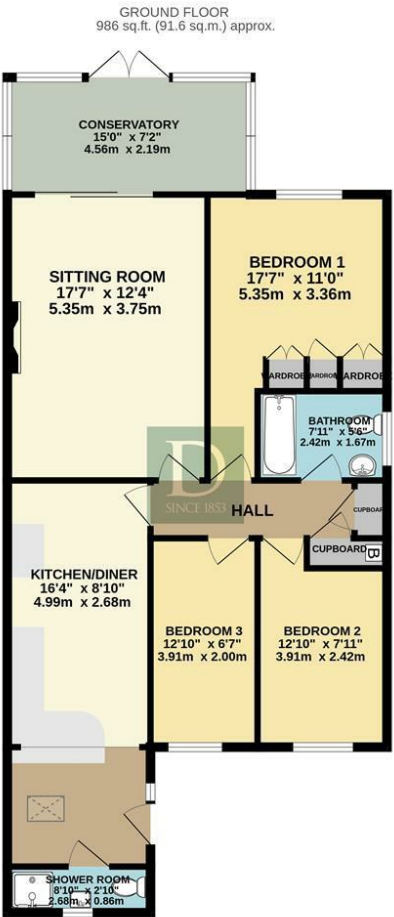 GROUND FLOOR
986 sq.ft. (91.6 sq.m.) approx.
CONSERVATORY
15'0" x 7'2"
4.56m x 2.19m
SITTING ROOM
17'7" x 12'4"
5.35m x 3.75m
BEDROOM 1
17'7" x 11'0"
5.35m x 3.36m
WARDROBE
WARDROBE
BATHROOM
7'11" x 5'6"
2.42m x 1.67m
D
SINCE 1853
HALL
CUPBOARD
CUPBOARD
B
KITCHEN/DINER
16'4" x 8'10"
4.99m x 2.68m
BEDROOM 3
12'10" x 6'7"
3.91m x 2.00m
BEDROOM 2
12'10" x 7'11"
3.91m x 2.42m
SHOWER ROOM
8'10" x 2'10"
2.68m x 0.86m